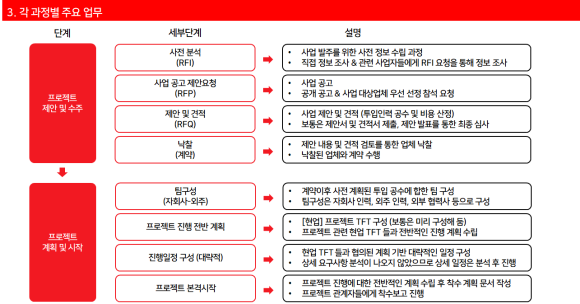 3. 각 과정별 주요 업무
단계 세부단계 설명
프로젝트
제안 및 수주
사전 분석
(RFI)
• 사업 발주를 위한 사전 정보 수립 과정
• 직접 정보 조사 & 관련 사업자들에게 RFI 요청을 통해 정보 조사
사업 공고 제안요청
(RFP)
• 사업 공고
• 공개 공고 & 사업 대상업체 우선 선정 참석 요청
제안 및 견적
(RFQ)
• 사업 제안 및 견적 (투입인력 공수 및 비용 산정)
• 보통은 제안서 및 견적서 제출, 제안 발표를 통한 최종 심사
낙찰
(계약)
• 제안 내용 및 견적 검토를 통한 업체 낙찰
• 낙찰된 업체와 계약 수행
프로젝트
계획 및 시작
팀구성
(자회사-외주)
• 계약이후 사전 계획된 투입 공수에 합한 팀 구성
• 팀구성은 자회사 인력, 외주 인력, 외부 협력사 등으로 구성
프로젝트 진행 전반 계획
• [현업] 프로젝트 TFT 구성 (보통은 미리 구성해 둠)
• 프로젝트 관련 현업 TFT 들과 전반적인 진행 계획 수립
진행일정 구성 (대략적)
• 현업 TFT 들과 협의된 계획 기반 대략적인 일정 구성
• 상세 요구사항 분석이 나오지 않았으므로 상세 일정은 분석 후 진행
프로젝트 본격시작
• 프로젝트 진행에 대한 전반적인 계획 수립 후 착수 계획 문서 작성
• 프로젝트 관계자들에게 착수보고 진행